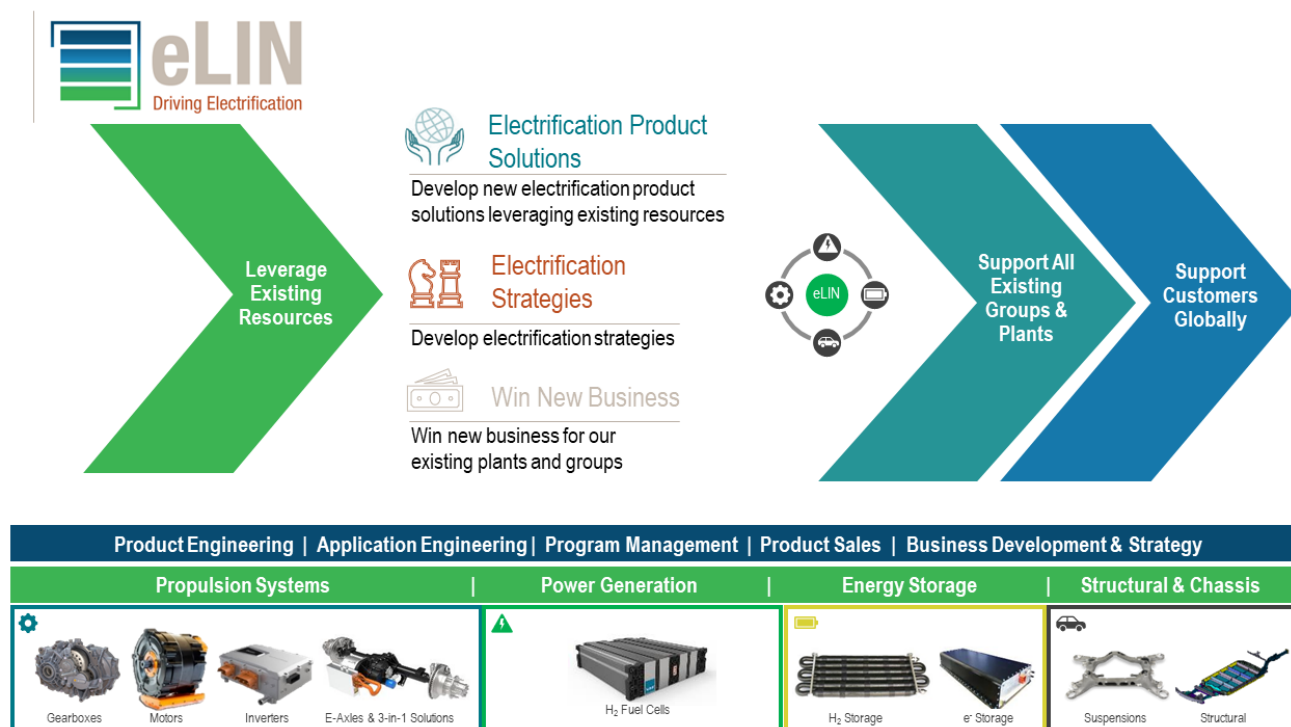 eLIN
Driving Electrification
Leverage
Existing
Resources
Electrification Product
Solutions
Develop new electrification product
solutions leveraging existing resources
Electrification
Strategies
Develop electrification strategies
Win New Business
Win new business for our
existing plants and groups
eLIN
Support All
Existing
Groups &
Plants
Support
Customers
Globally
Product Engineering | Application Engineering | Program Management | Product Sales | Business Development & Strategy
Propulsion Systems | Power Generation | Energy Storage | Structural & Chassis
Gearboxes Motors Inverters E-Axles & 3-in-1 Solutions H₂ Fuel Cells H₂ Storage e⁻ Storage Suspensions Structural